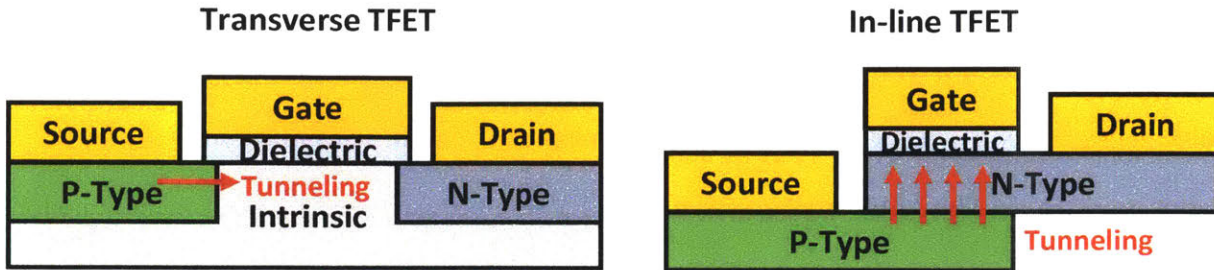 Transverse TFET
Source
Gate
Dielectric
Drain
P-Type
Tunneling
Intrinsic
N-Type
In-line TFET
Gate
Dielectric
Drain
Source
N-Type
P-Type
Tunneling